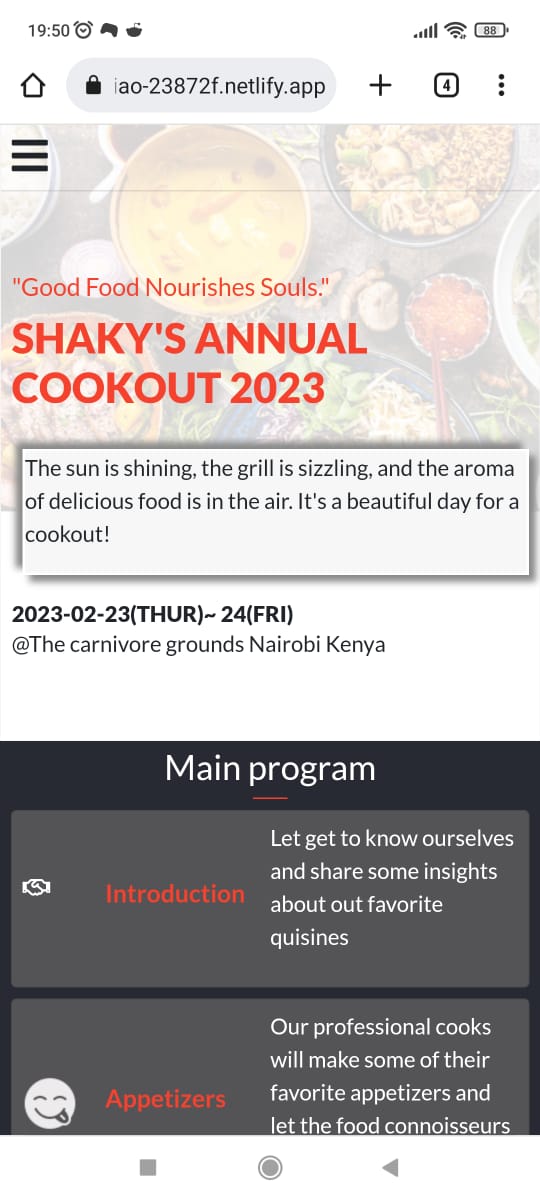 19:50
88
iao-23872f.netlify.app
4
"Good Food Nourishes Souls."
SHAKY'S ANNUAL
COOKOUT 2023
The sun is shining, the grill is sizzling, and the aroma
of delicious food is in the air. It's a beautiful day for a
cookout!
2023-02-23(THUR)~ 24(FRI)
@The carnivore grounds Nairobi Kenya
Main program
Introduction
Let get to know ourselves
and share some insights
about out favorite
quisines
Appetizers
Our professional cooks
will make some of their
favorite appetizers and
let the food connoisseurs